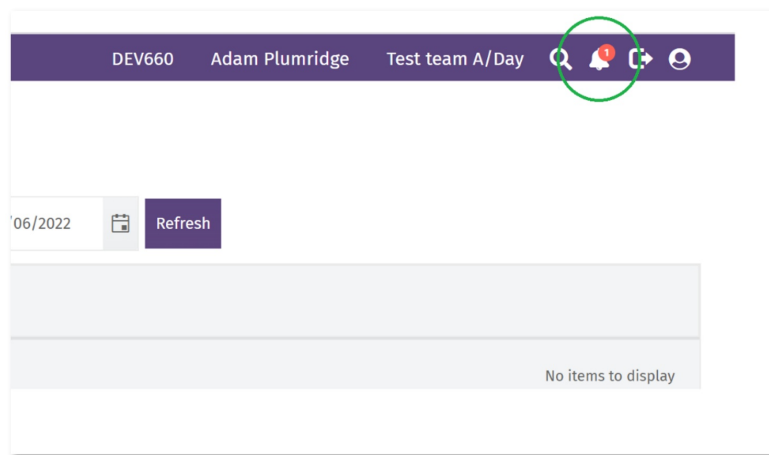 DEV660 Adam Plumridge Test team A/Day 1
/06/2022 Refresh
No items to display